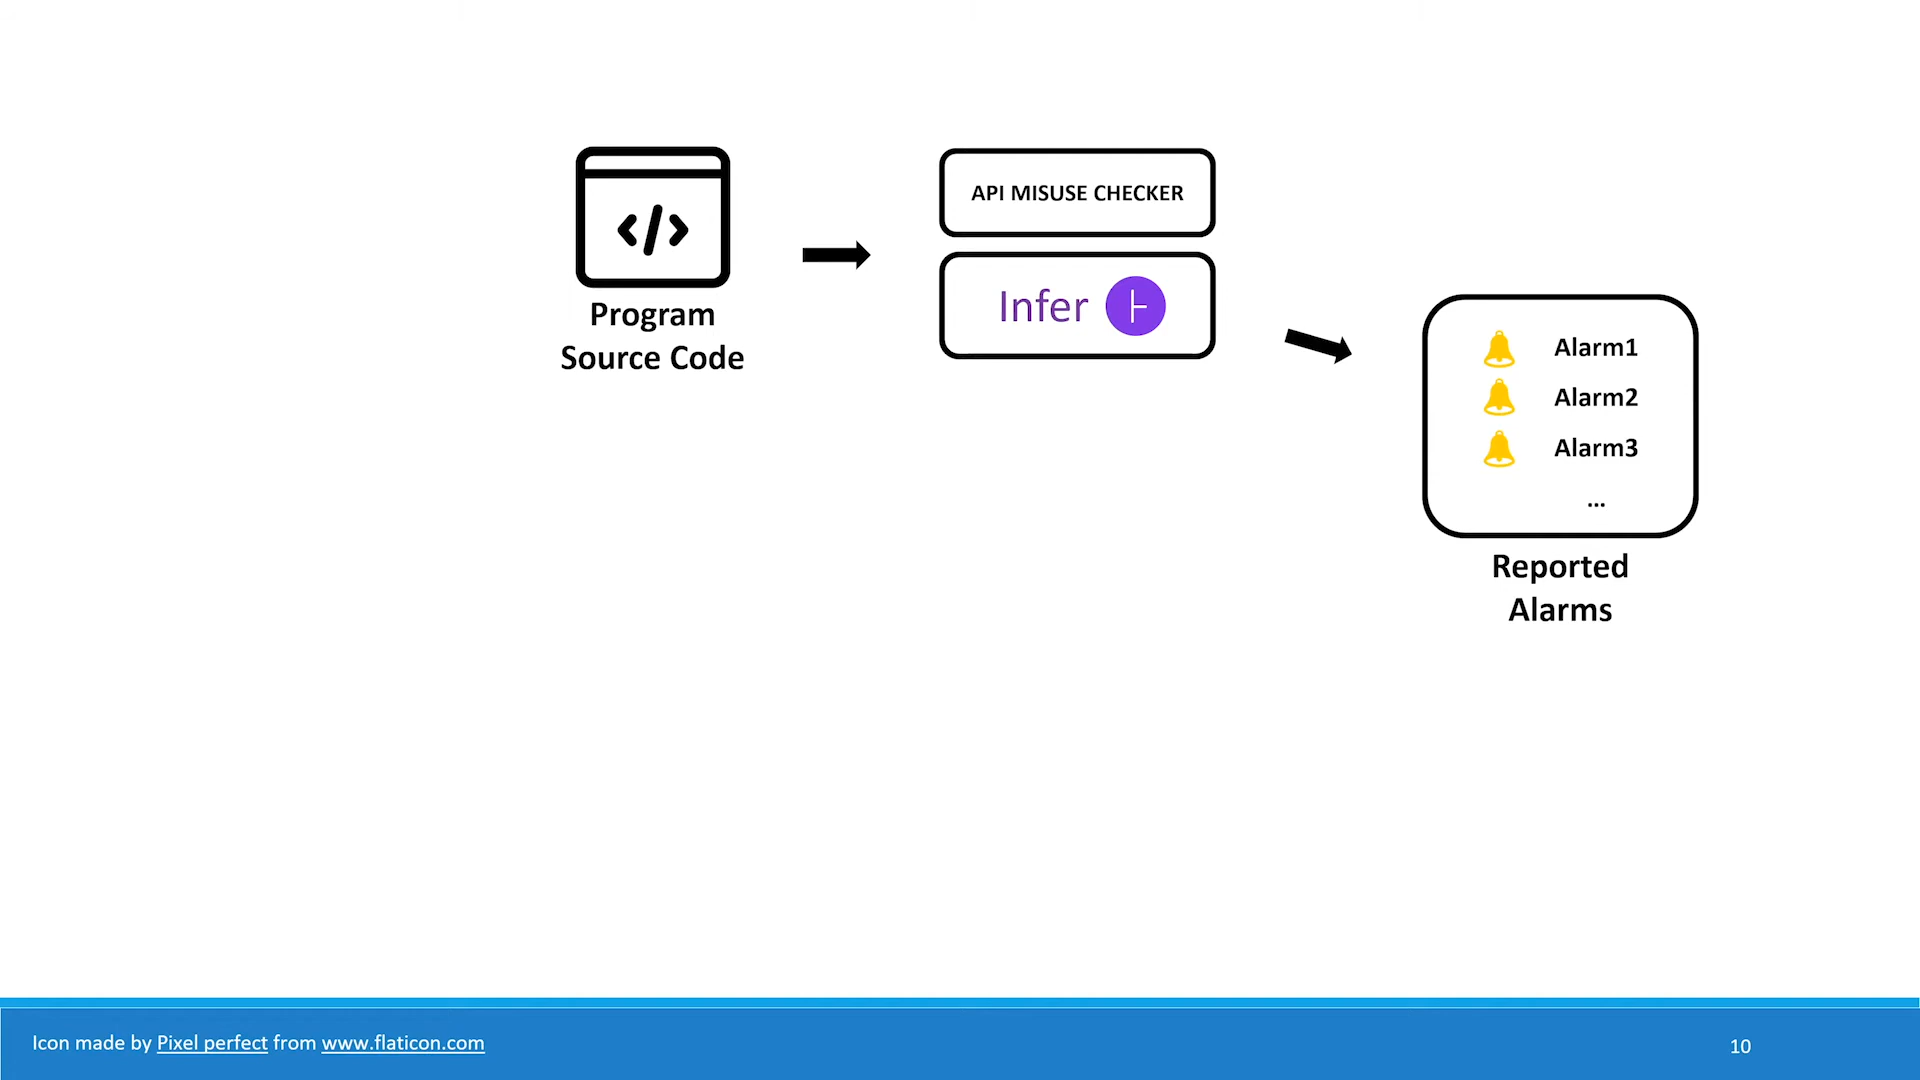 </>
Program
Source Code
API MISUSE CHECKER
Infer
Alarm1
Alarm2
Alarm3
...
Reported
Alarms
Icon made by Pixel perfect from www.flaticon.com
10